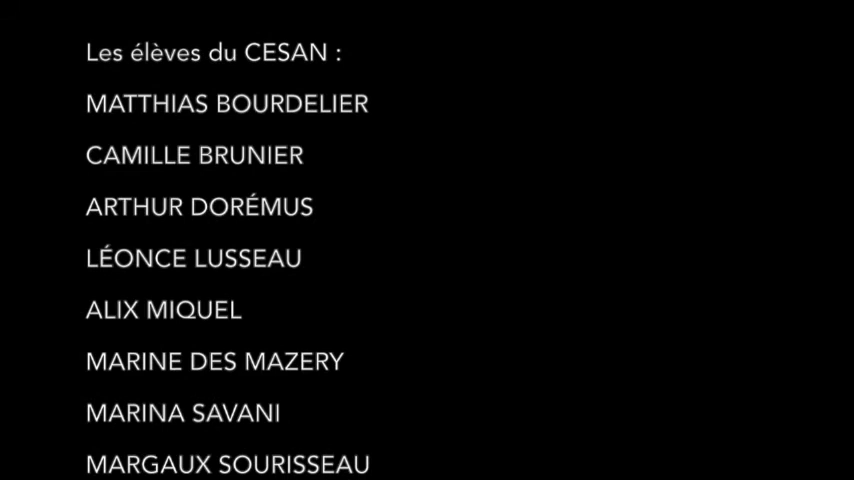 Les élèves du CESAN :
MATTHIAS BOURDELIER
CAMILLE BRUNIER
ARTHUR DORÉMUS
LÉONCE LUSSEAU
ALIX MIQUEL
MARINE DES MAZERY
MARINA SAVANI
MARGAUX SOURISSEAU